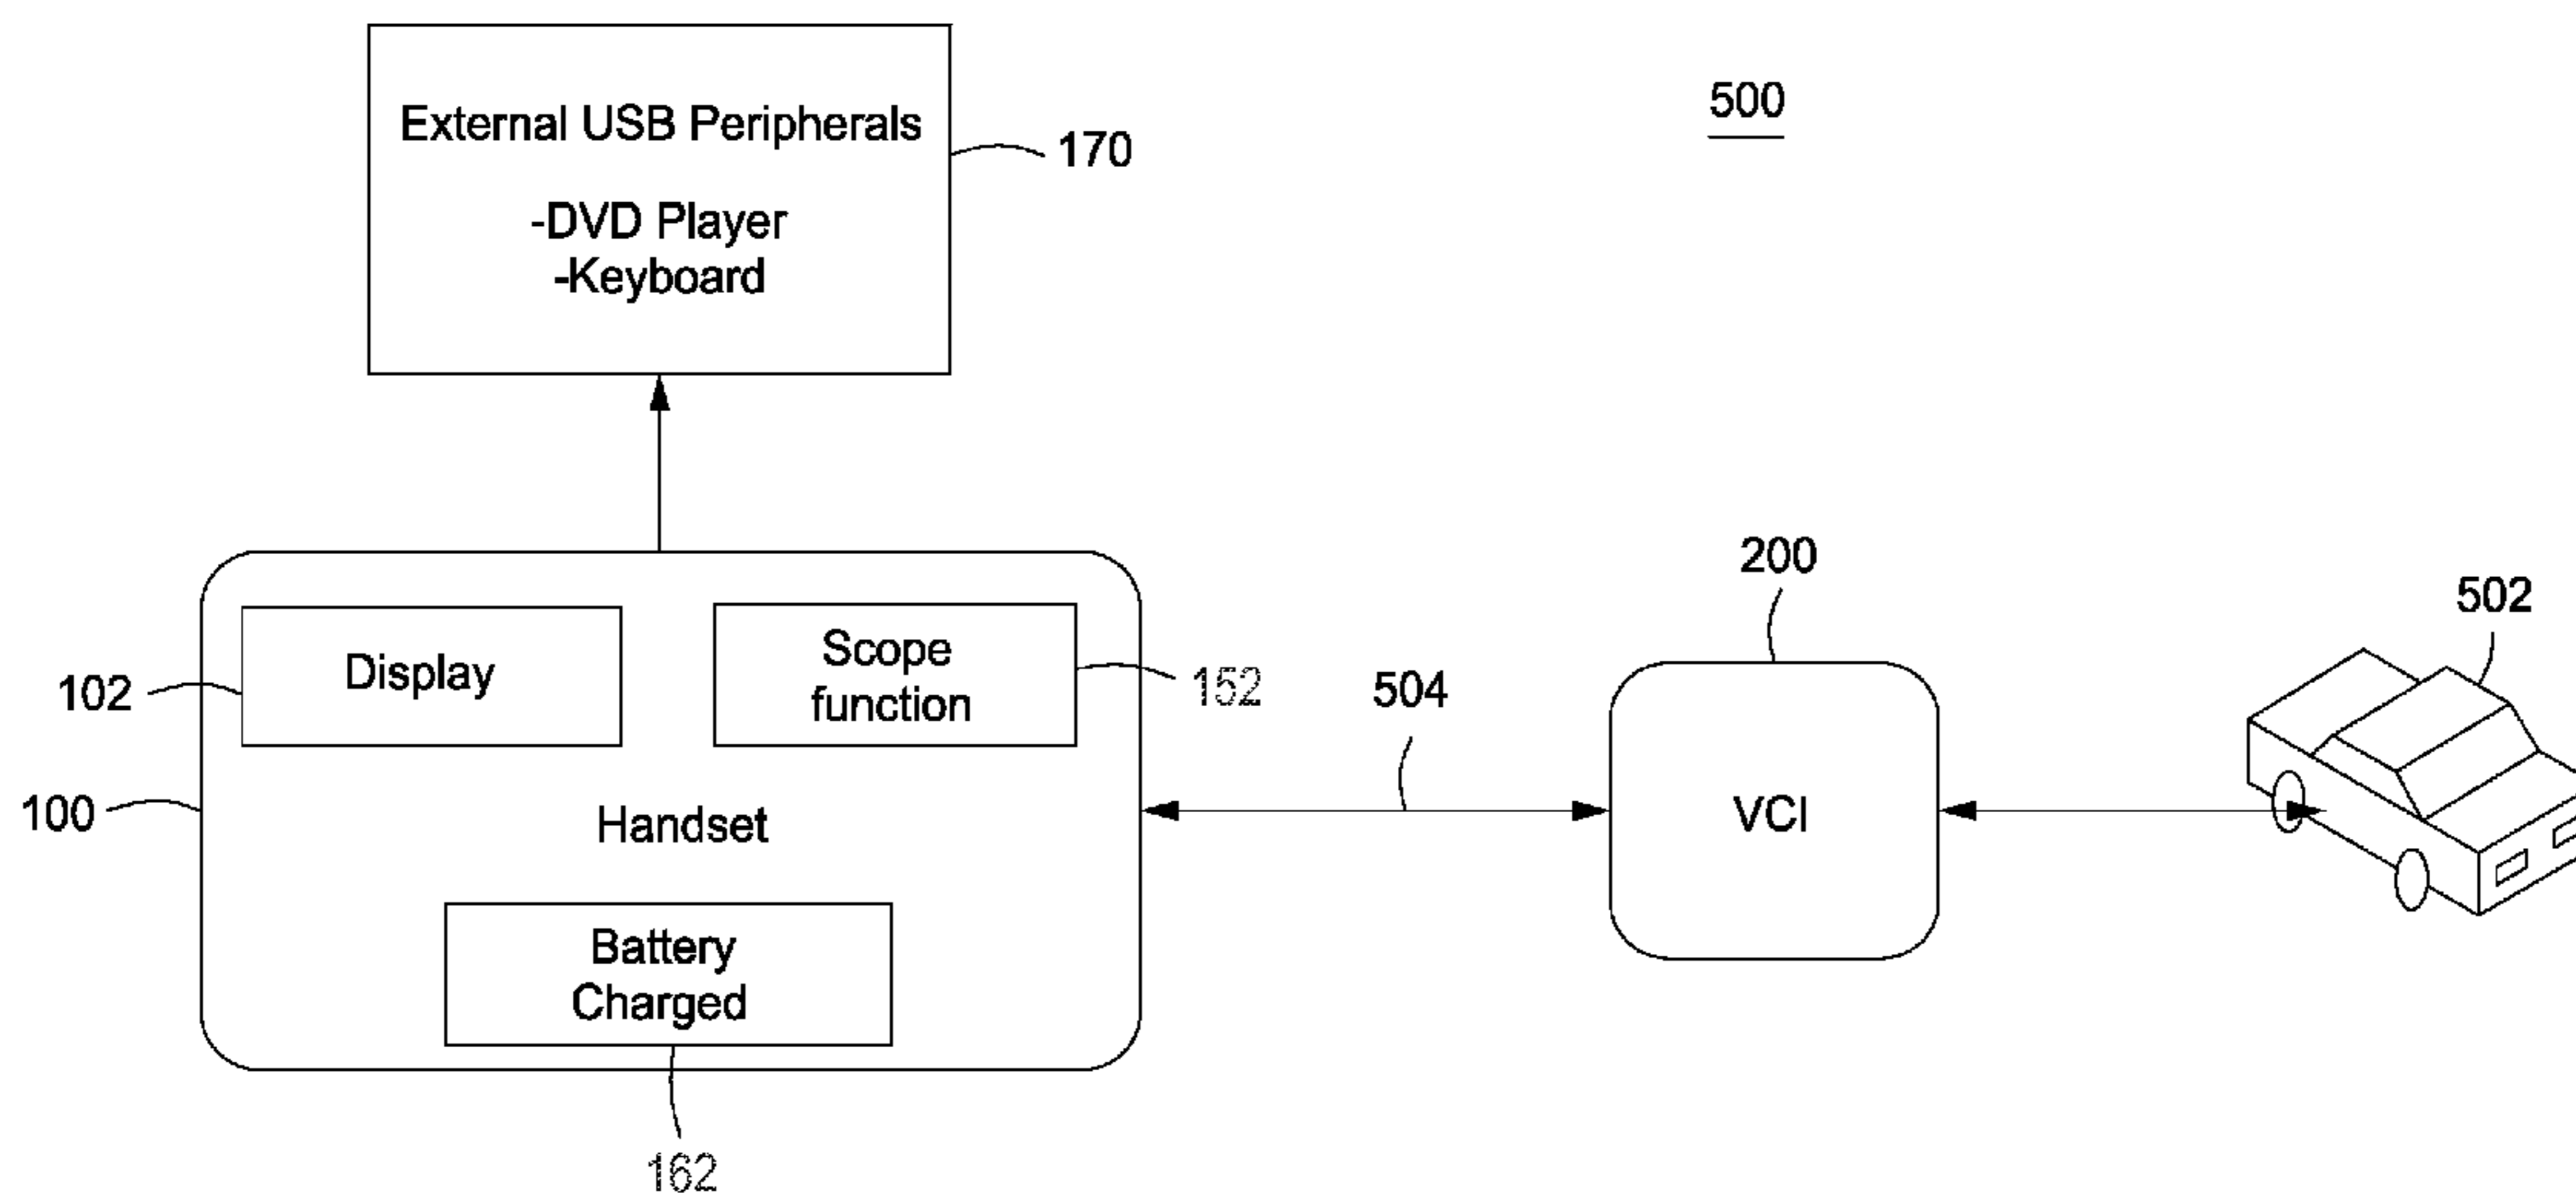 External USB Peripherals
-DVD Player
-Keyboard
170
500
Display
102
Scope
function
152
100
Handset
Battery
Charged
162
504
200
VCI
502